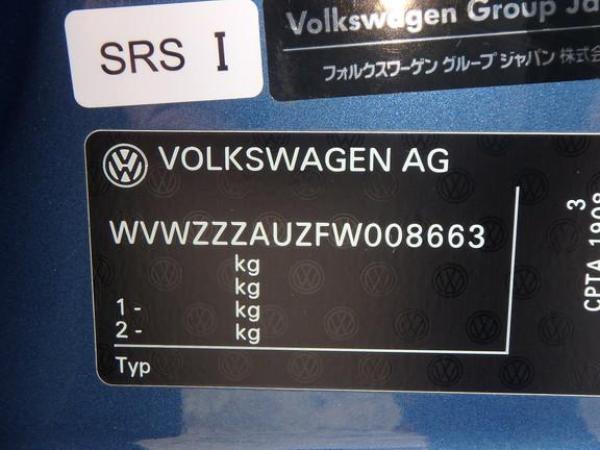 SRS I
Volkswagen Group
フォルクスワーゲン グループ ジャパン 株式
VOLKSWAGEN AG
WVWZZZAUZFW008663
kg
kg
1 - kg
2 - kg
Typ
3
CPTA 1908